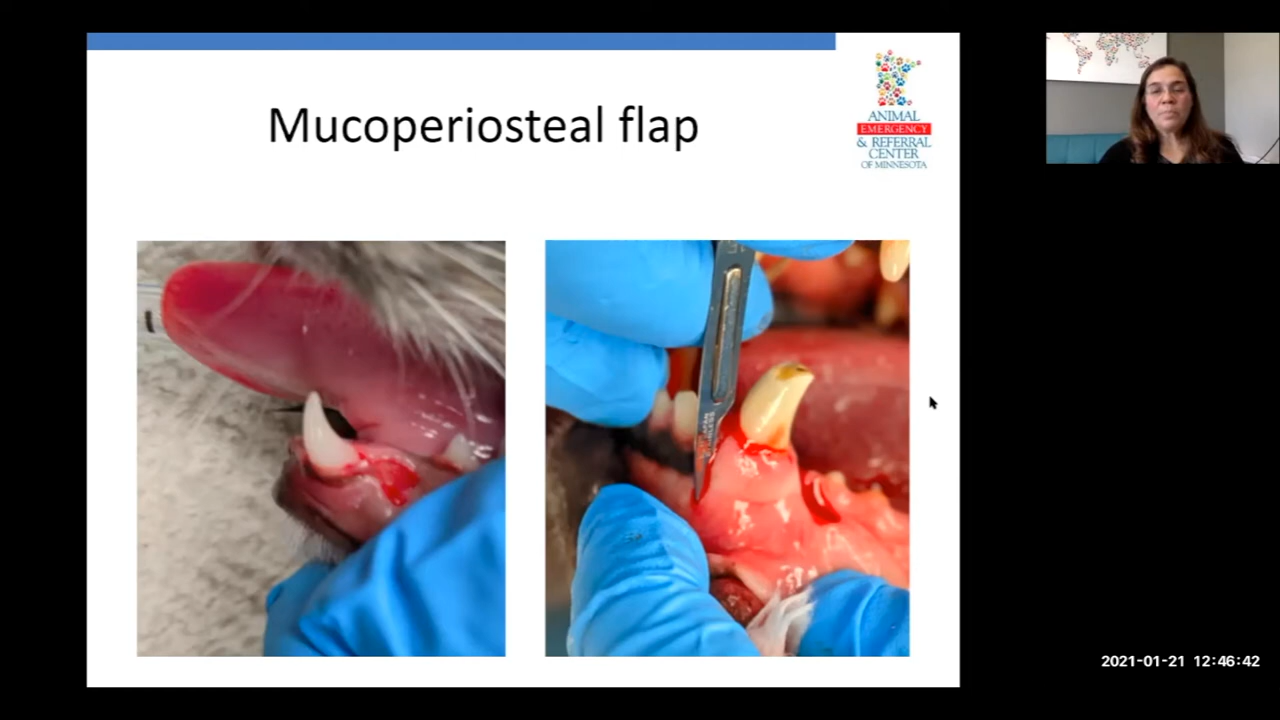 Mucoperiosteal flap
ANIMAL
EMERGENCY
& REFERRAL
CENTER
OF MINNESOTA
2021-01-21 12:46:42